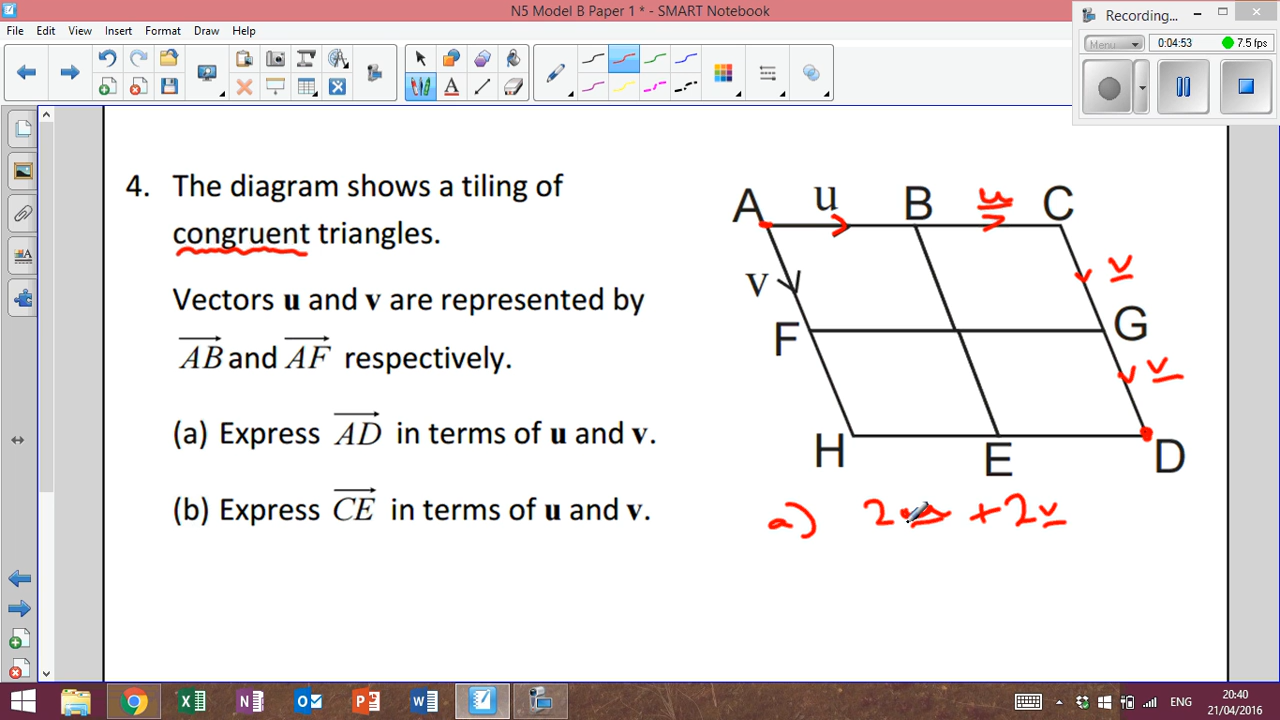 N5 Model B Paper 1 * - SMART Notebook
File Edit View Insert Format Draw Help
Recording...
Menu
0:04:53
7.5 fps
4. The diagram shows a tiling of
congruent triangles.
Vectors u and v are represented by
AB and AF respectively.
(a) Express AD in terms of u and v.
(b) Express CE in terms of u and v.
A u B u C
v v
F G
v
H E D
a) 2u + 2v
ENG
20:40
21/04/2016